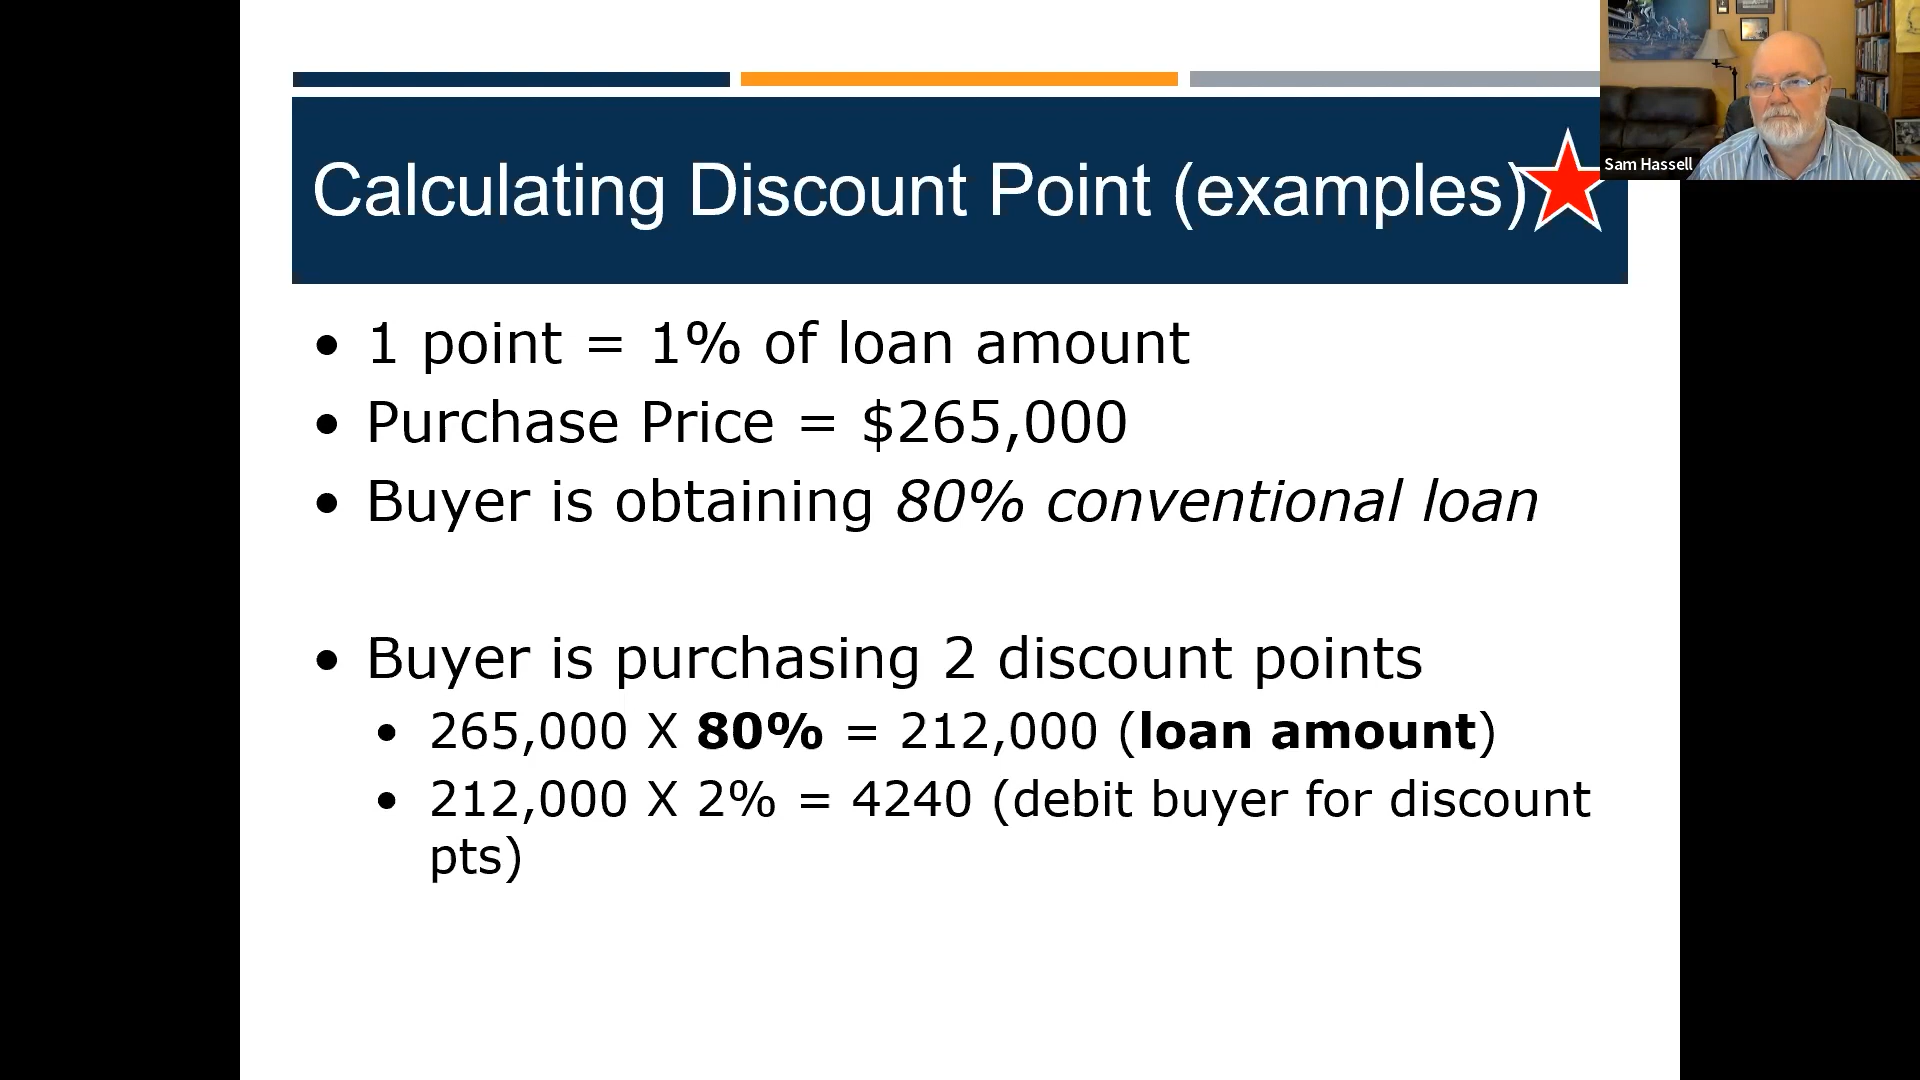 Calculating Discount Point (examples)
Sam Hassell
• 1 point = 1% of loan amount
• Purchase Price = $265,000
• Buyer is obtaining 80% conventional loan
• Buyer is purchasing 2 discount points
• 265,000 X 80% = 212,000 (loan amount)
• 212,000 X 2% = 4240 (debit buyer for discount
pts)